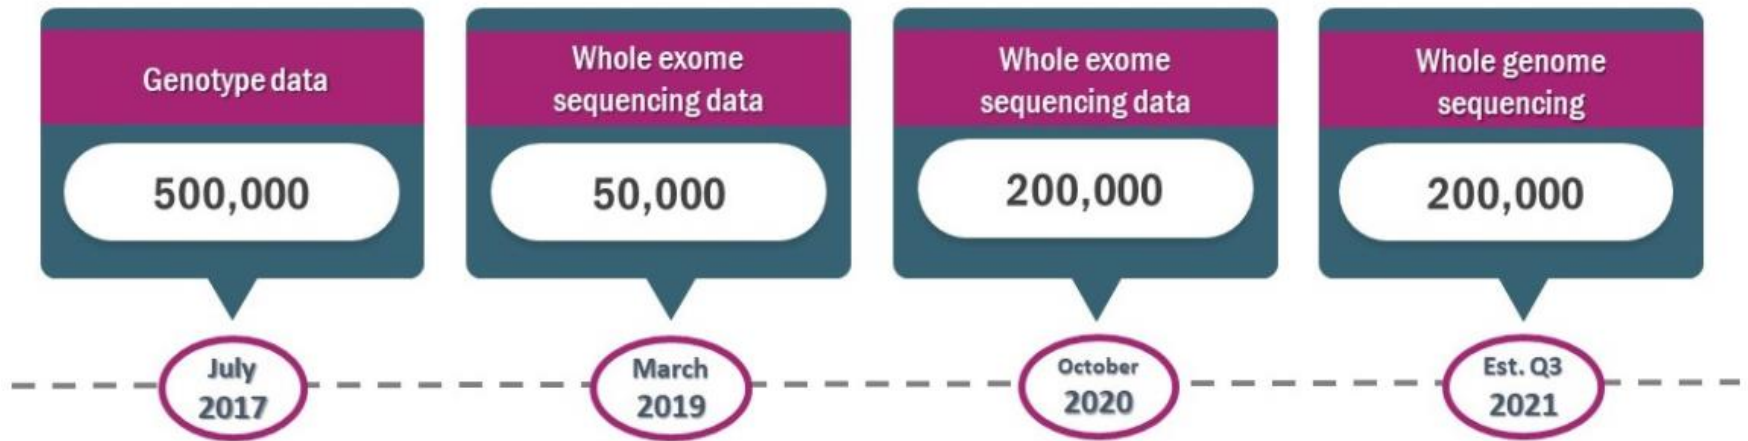 Genotype data
500,000
July
2017
Whole exome
sequencing data
50,000
March
2019
Whole exome
sequencing data
200,000
October
2020
Whole genome
sequencing
200,000
Est. Q3
2021